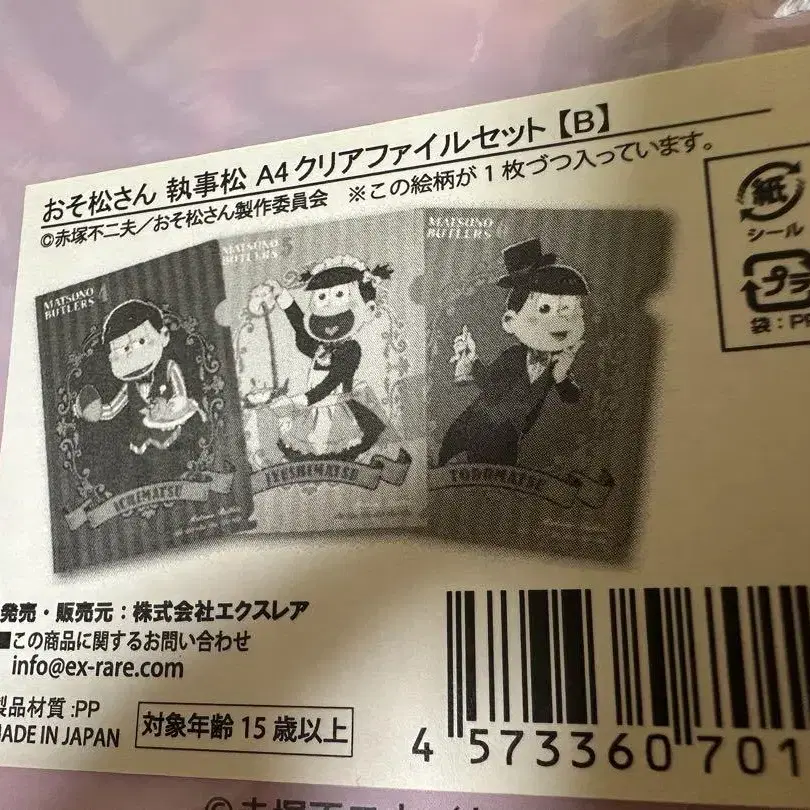 おそ松さん 執事松 A4クリアファイルセット【B】
©赤塚不二夫／おそ松さん製作委員会 ※この絵柄が1枚づつ入っています。
紙
シール
プラ
袋：PP
MATSUNO BUTLERS 4
MATSUNO BUTLERS 5
MATSUNO BUTLERS 6
ICHIMATSU
JYUSHIMATSU
TODOMATSU
発売・販売元：株式会社エクスレア
■この商品に関するお問い合わせ
info@ex-rare.com
製品材質:PP
MADE IN JAPAN
対象年齢15歳以上
4 573360 701